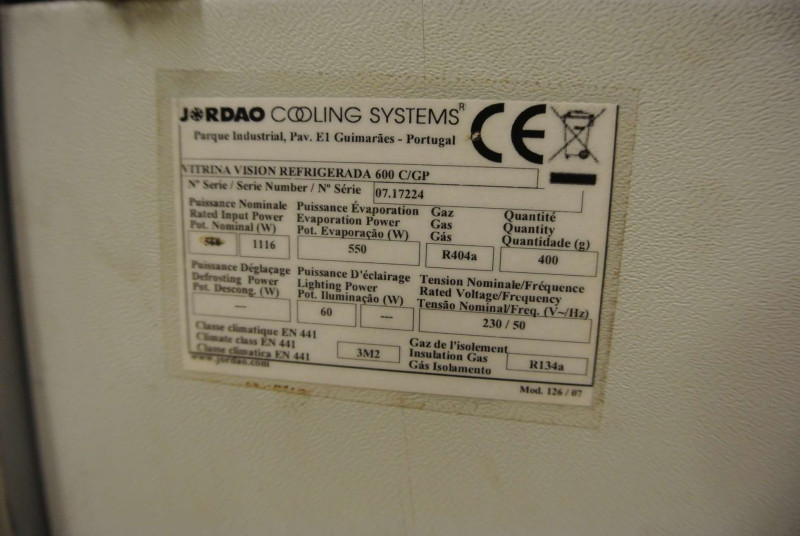 JORDAO COOLING SYSTEMS R
Parque Industrial, Pav. E1 Guimarães - Portugal
CE
VITRINA VISION REFRIGERADA 600 C/GP
Nº Serie / Serie Number / Nº Série 07.17224
Puissance Nominale
Rated Input Power
Pot. Nominal (W)
1116
Puissance Évaporation
Evaporation Power
Pot. Evaporação (W)
550
Gaz
Gas
Gás
R404a
Quantité
Quantity
Quantidade (g)
400
Puissance Déglaçage
Defrosting Power
Pot. Descong. (W)
---
Puissance D'éclairage
Lighting Power
Pot. Iluminação (W)
60 ---
Tension Nominale/Fréquence
Rated Voltage/Frequency
Tensão Nominal/Freq. (V~/Hz)
230 / 50
Classe climatique EN 441
Climate class EN 441
Classe climatica EN 441
3M2
Gaz de l'isolement
Insulation Gas
Gás Isolamento
R134a
www.jordao.com
Mod. 126 / 07